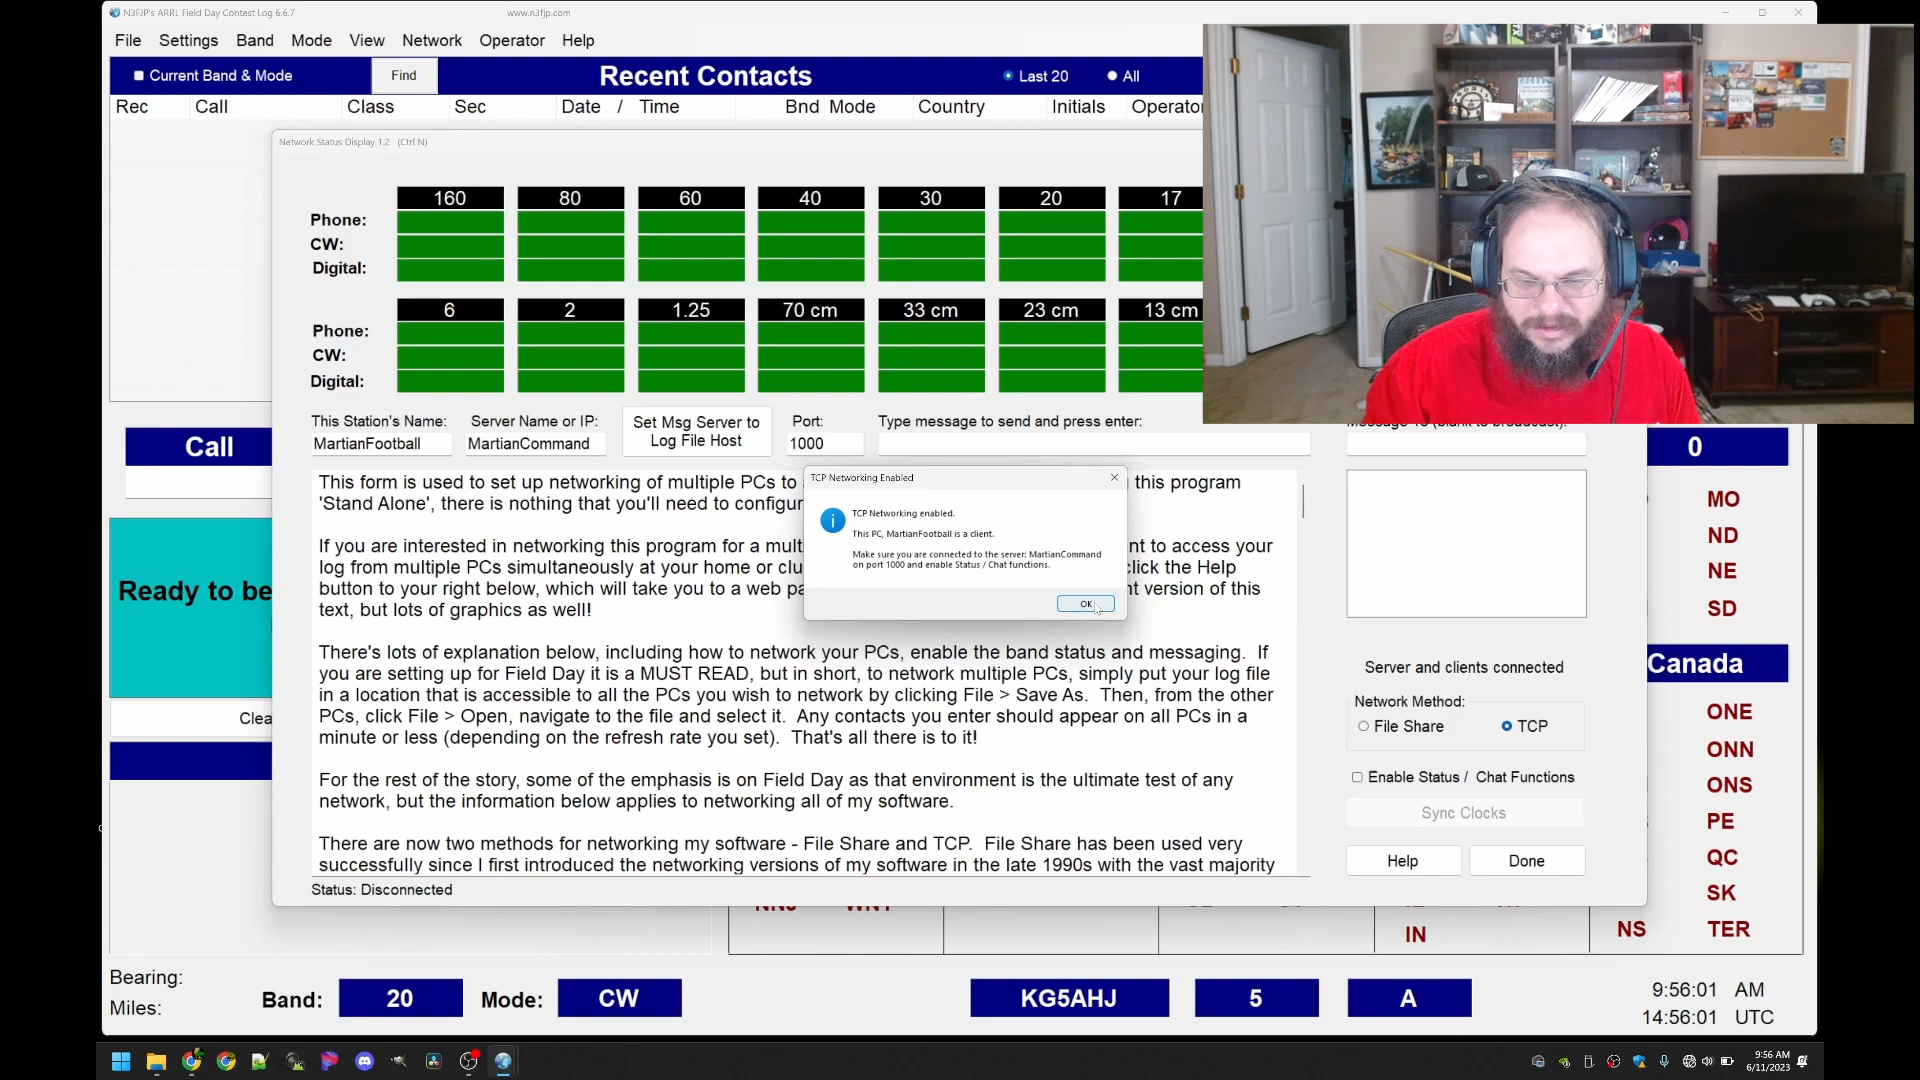 N3FJP's ARRL Field Day Contest Log 6.6.7
www.n3fjp.com
File Settings Band Mode View Network Operator Help
Current Band & Mode
Find
Recent Contacts
Last 20
All
Rec Call Class Sec Date / Time Bnd Mode Country Initials Operator
Network Status Display 1.2 (Ctrl N)
160 80 60 40 30 20 17
Phone:
CW:
Digital:
6 2 1.25 70 cm 33 cm 23 cm 13 cm
Phone:
CW:
Digital:
This Station's Name:
MartianFootball
Server Name or IP:
MartianCommand
Set Msg Server to
Log File Host
Port:
1000
Type message to send and press enter:
Call
0
This form is used to set up networking of multiple PCs to
this program
'Stand Alone', there is nothing that you'll need to configur
If you are interested in networking this program for a mult
nt to access your
log from multiple PCs simultaneously at your home or clu
click the Help
button to your right below, which will take you to a web pa
nt version of this
text, but lots of graphics as well!
There's lots of explanation below, including how to network your PCs, enable the band status and messaging. If
you are setting up for Field Day it is a MUST READ, but in short, to network multiple PCs, simply put your log file
in a location that is accessible to all the PCs you wish to network by clicking File > Save As. Then, from the other
PCs, click File > Open, navigate to the file and select it. Any contacts you enter should appear on all PCs in a
minute or less (depending on the refresh rate you set). That's all there is to it!
For the rest of the story, some of the emphasis is on Field Day as that environment is the ultimate test of any
network, but the information below applies to networking all of my software.
There are now two methods for networking my software - File Share and TCP. File Share has been used very
successfully since I first introduced the networking versions of my software in the late 1990s with the vast majority
Status: Disconnected
TCP Networking Enabled
TCP Networking enabled.
This PC, MartianFootball is a client.
Make sure you are connected to the server: MartianCommand
on port 1000 and enable Status / Chat functions.
OK
Server and clients connected
Network Method:
File Share
TCP
Enable Status / Chat Functions
Sync Clocks
Help
Done
Ready to be
Clea
MO
ND
NE
SD
Canada
ONE
ONN
ONS
PE
QC
SK
NS TER
IN
Bearing:
Miles:
Band: 20
Mode: CW
KG5AHJ
5
A
9:56:01 AM
14:56:01 UTC
9:56 AM
6/11/2023